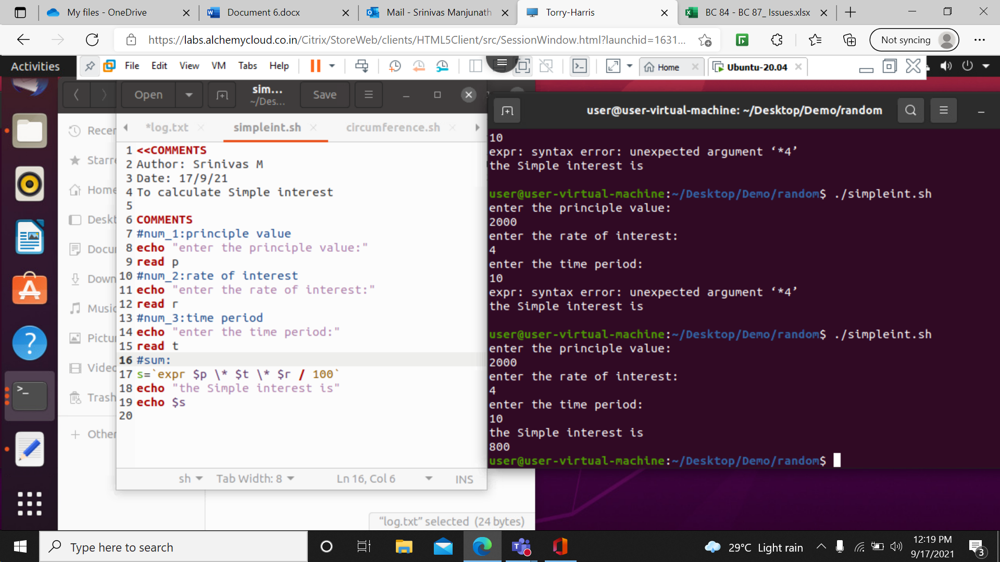 My files - OneDrive
Document 6.docx
Mail - Srinivas Manjunath
Torry-Harris
BC 84 - BC 87_ Issues.xlsx
https://labs.alchemycloud.co.in/Citrix/StoreWeb/clients/HTML5Client/src/SessionWindow.html?launchid=1631...
Not syncing
Activities
File Edit View VM Tabs Help
Home
Ubuntu-20.04
Open
sim...
~/Des...
Save
*log.txt
simpleint.sh
circumference.sh
Recen
Starre
Home
Deskt
Docu
Down
Music
Pictu
Video
Trash
Other
1 <<COMMENTS
2 Author: Srinivas M
3 Date: 17/9/21
4 To calculate Simple interest
5
6 COMMENTS
7 #num_1:principle value
8 echo "enter the principle value:"
9 read p
10 #num_2:rate of interest
11 echo "enter the rate of interest:"
12 read r
13 #num_3:time period
14 echo "enter the time period:"
15 read t
16 #sum:
17 s=`expr $p \* $t \* $r / 100`
18 echo "the Simple interest is"
19 echo $s
20
sh
Tab Width: 8
Ln 16, Col 6
INS
"log.txt" selected (24 bytes)
user@user-virtual-machine: ~/Desktop/Demo/random
10
expr: syntax error: unexpected argument ‘*4’
the Simple interest is
user@user-virtual-machine:~/Desktop/Demo/random$ ./simpleint.sh
enter the principle value:
2000
enter the rate of interest:
4
enter the time period:
10
expr: syntax error: unexpected argument ‘*4’
the Simple interest is
user@user-virtual-machine:~/Desktop/Demo/random$ ./simpleint.sh
enter the principle value:
2000
enter the rate of interest:
4
enter the time period:
10
the Simple interest is
800
user@user-virtual-machine:~/Desktop/Demo/random$
Type here to search
29°C Light rain
12:19 PM
9/17/2021
3